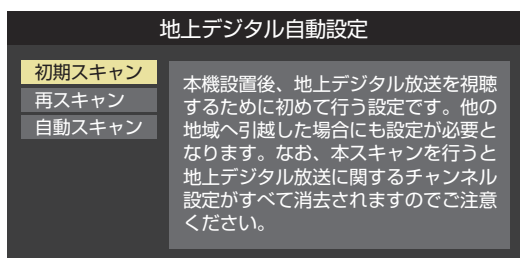 地上デジタル自動設定
初期スキャン
再スキャン
自動スキャン
本機設置後、地上デジタル放送を視聴
するために初めて行う設定です。他の
地域へ引越した場合にも設定が必要と
なります。なお、本スキャンを行うと
地上デジタル放送に関するチャンネル
設定がすべて消去されますのでご注意
ください。